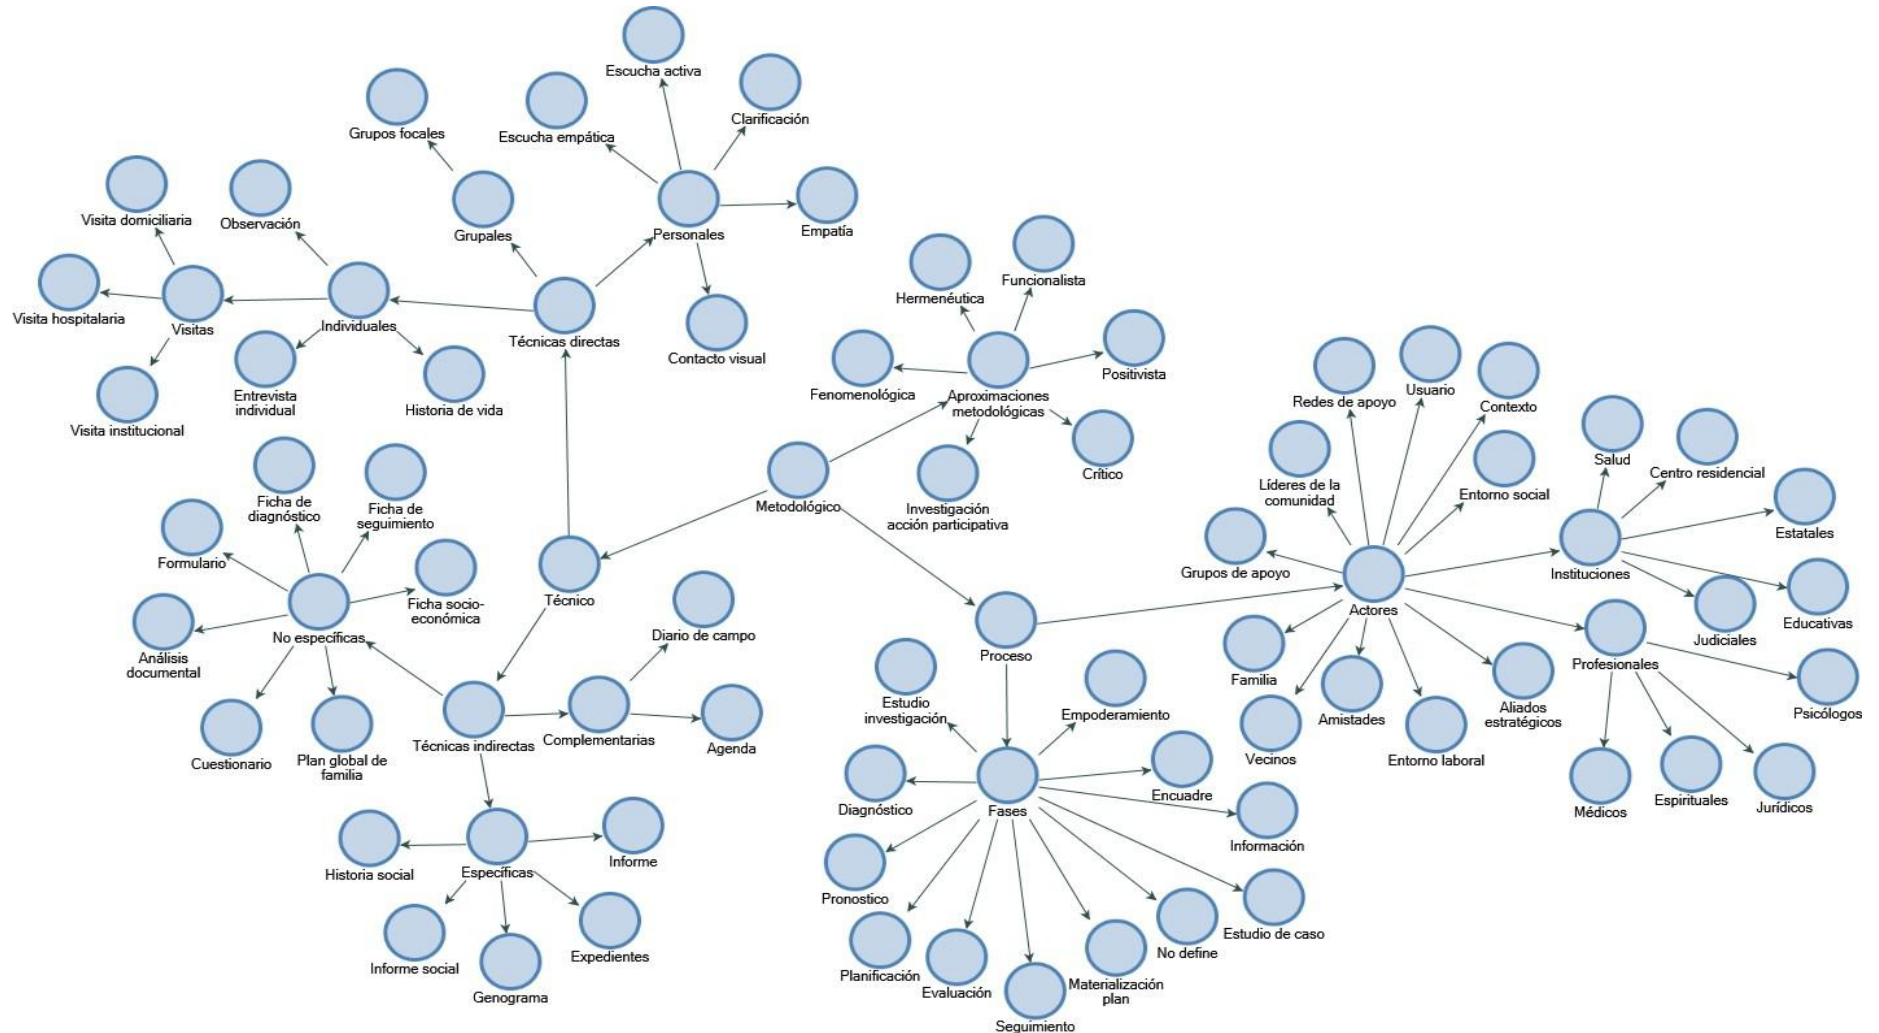 Escucha activa
Clarificación
Grupos focales
Escucha empática
Empatía
Personales
Grupales
Contacto visual
Técnicas directas
Visita domiciliaria
Observación
Visita hospitalaria
Visitas
Individuales
Visita institucional
Entrevista
individual
Historia de vida
Hermenéutica
Funcionalista
Fenomenológica
Positivista
Aproximaciones
metodológicas
Crítico
Investigación
acción participativa
Metodológico
Técnico
Proceso
Ficha de
diagnóstico
Ficha de
seguimiento
Formulario
Ficha socio-
económica
No específicas
Análisis
documental
Cuestionario
Plan global de
familia
Técnicas indirectas
Complementarias
Diario de campo
Agenda
Específicas
Historia social
Informe
Informe social
Genograma
Expedientes
Estudio
investigación
Empoderamiento
Diagnóstico
Encuadre
Fases
Información
Pronostico
Planificación
Evaluación
Seguimiento
Materialización
plan
No define
Estudio de caso
Redes de apoyo
Usuario
Contexto
Líderes de la
comunidad
Entorno social
Grupos de apoyo
Actores
Familia
Vecinos
Amistades
Entorno laboral
Aliados
estratégicos
Instituciones
Salud
Centro residencial
Estatales
Educativas
Judiciales
Profesionales
Psicólogos
Médicos
Espirituales
Jurídicos